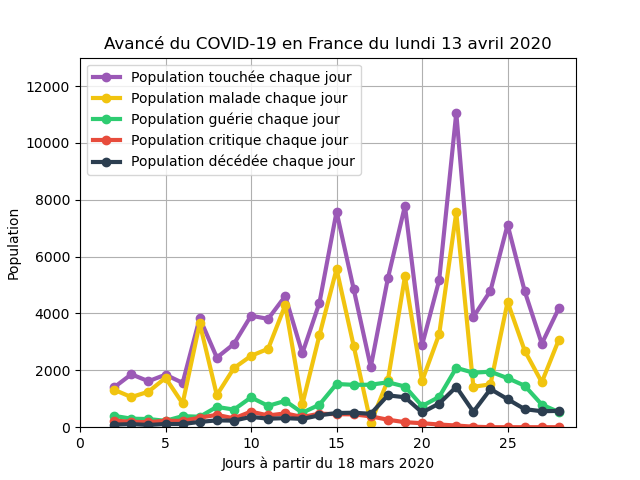 Avancé du COVID-19 en France du lundi 13 avril 2020
Population touchée chaque jour
Population malade chaque jour
Population guérie chaque jour
Population critique chaque jour
Population décédée chaque jour
12000
10000
8000
6000
4000
2000
0
Population
0 5 10 15 20 25
Jours à partir du 18 mars 2020